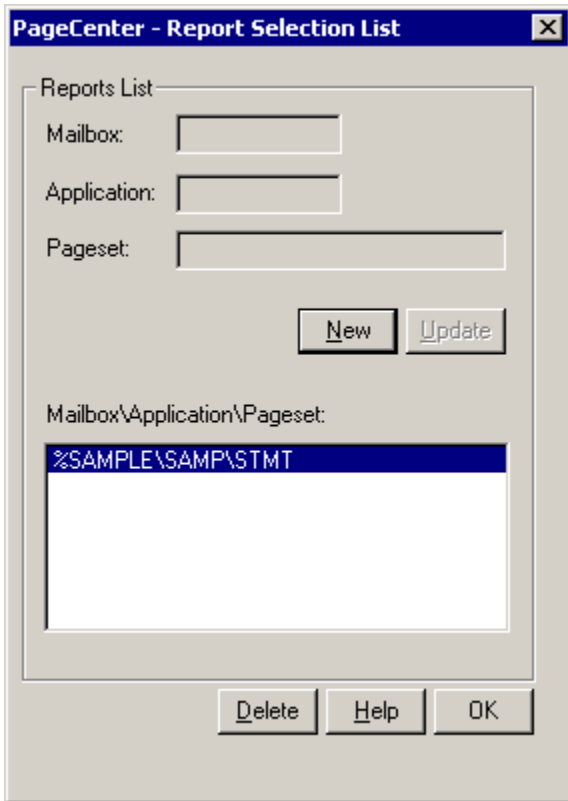 PageCenter - Report Selection List
Reports List
Mailbox:
Application:
Pageset:
New Update
Mailbox\Application\Pageset:
%SAMPLE\SAMP\STMT
Delete Help OK